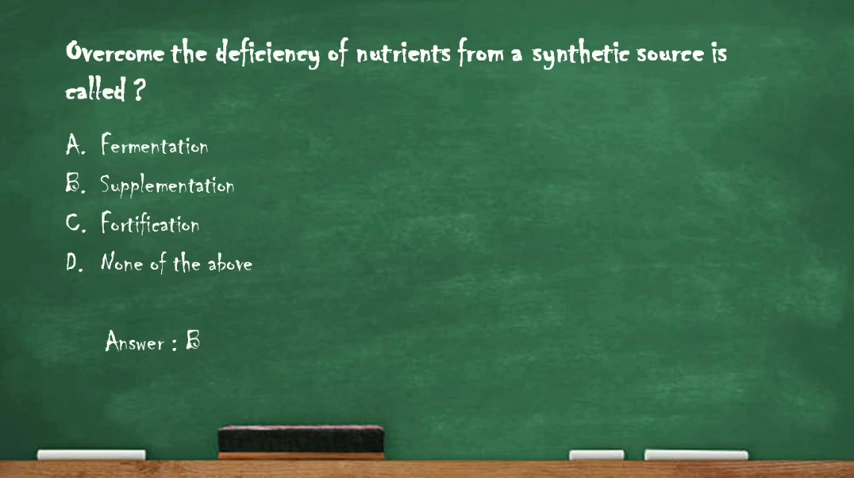 Overcome the deficiency of nutrients from a synthetic source is
called ?
A. Fermentation
B. Supplementation
C. Fortification
D. None of the above
Answer : B